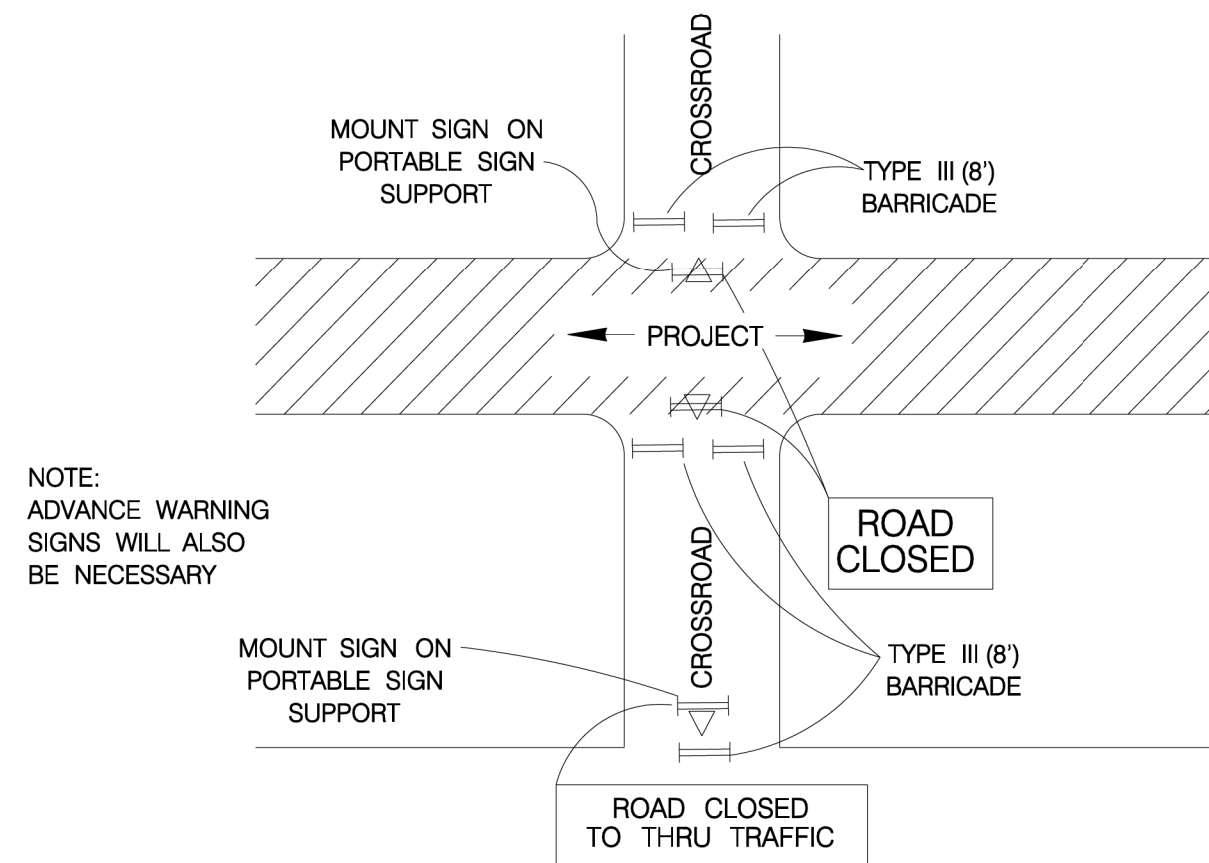 CROSSROAD
MOUNT SIGN ON
PORTABLE SIGN
SUPPORT
TYPE III (8')
BARRICADE
PROJECT
NOTE:
ADVANCE WARNING
SIGNS WILL ALSO
BE NECESSARY
ROAD
CLOSED
CROSSROAD
MOUNT SIGN ON
PORTABLE SIGN
SUPPORT
TYPE III (8')
BARRICADE
ROAD CLOSED
TO THRU TRAFFIC